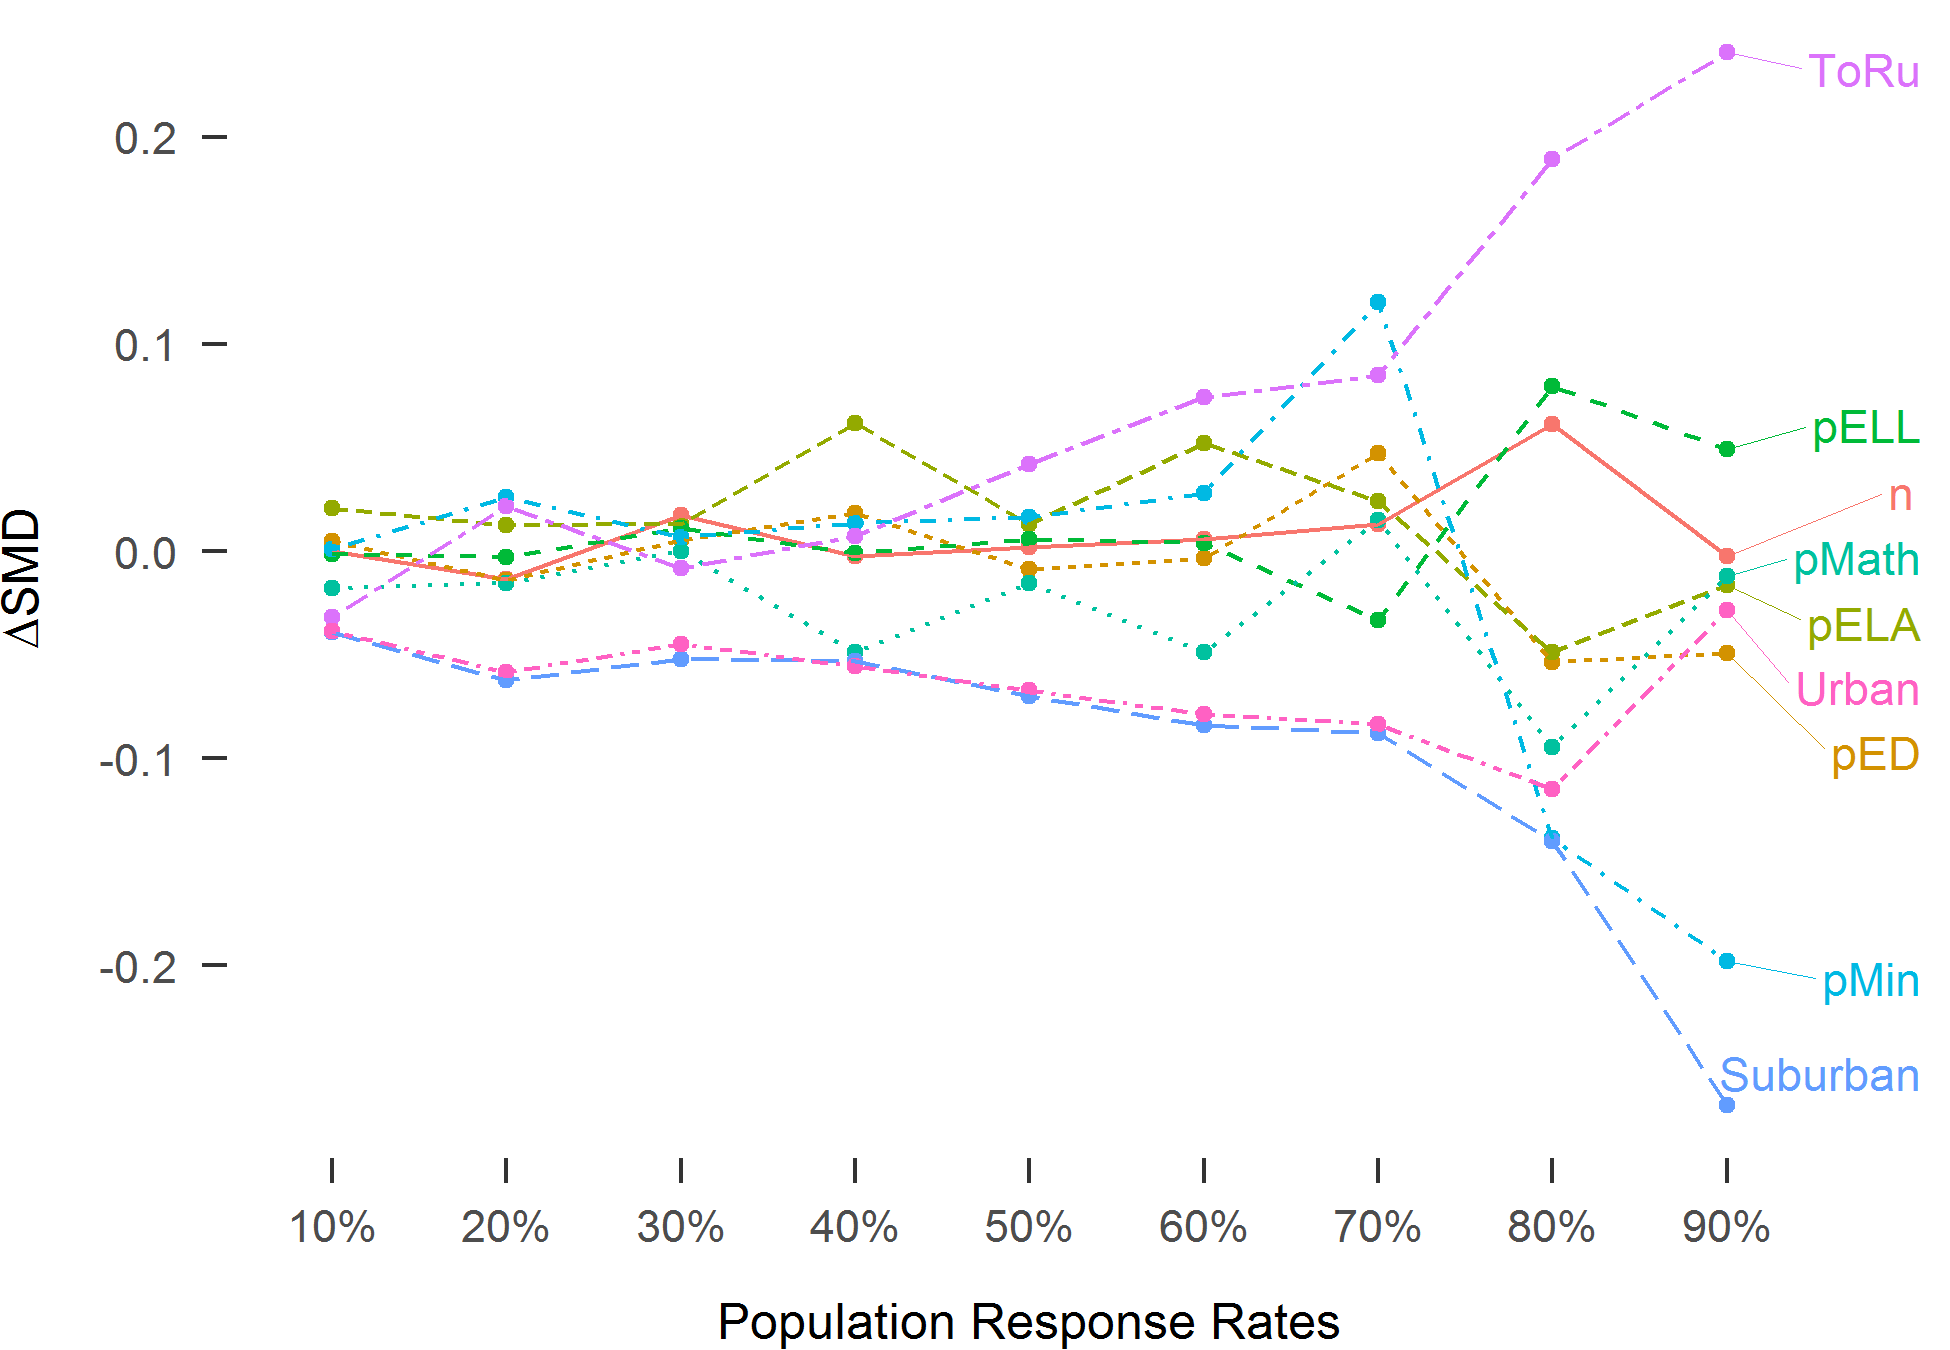 ToRu
0.2
0.1
pELL
n
0.0
pMath
ΔSMD
pELA
Urban
pED
-0.1
-0.2
pMin
Suburban
10% 20% 30% 40% 50% 60% 70% 80% 90%
Population Response Rates